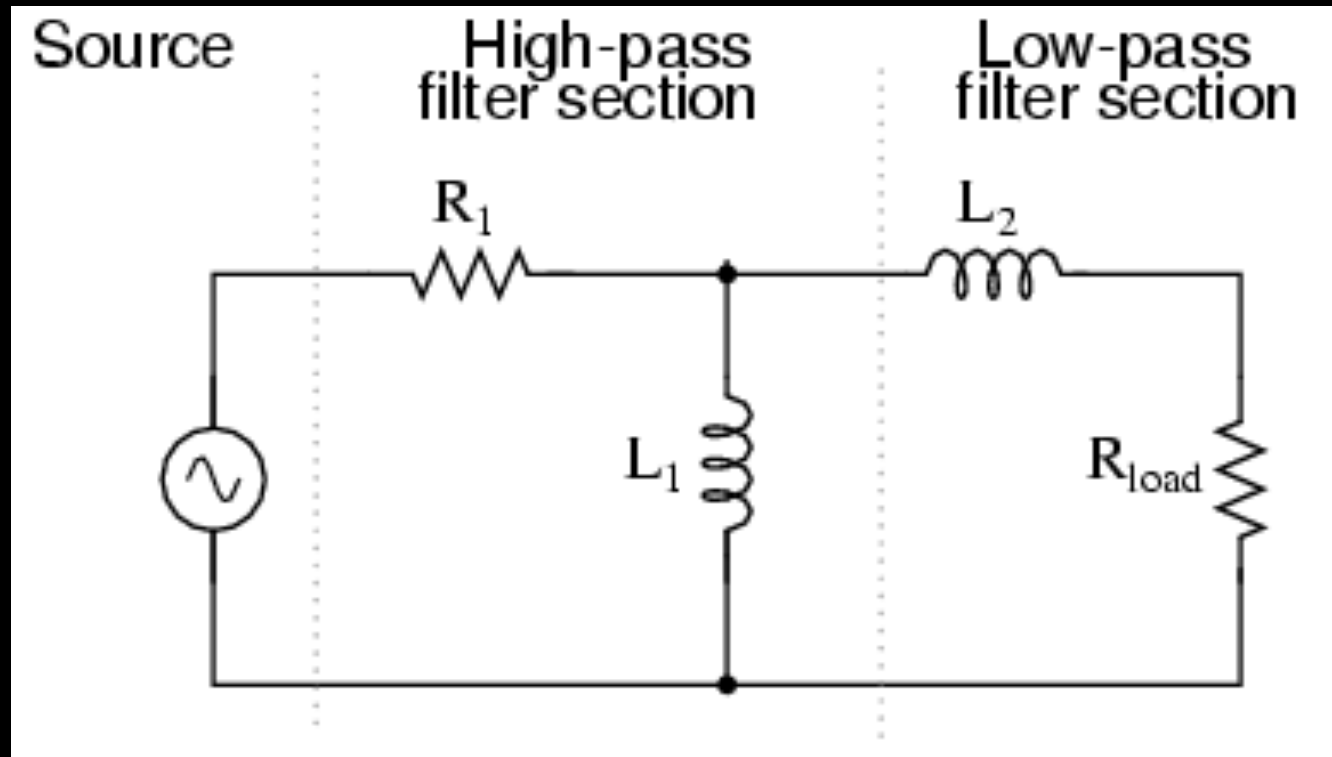 Source
High-pass
filter section
Low-pass
filter section
R₁
L₂
L₁
Rload